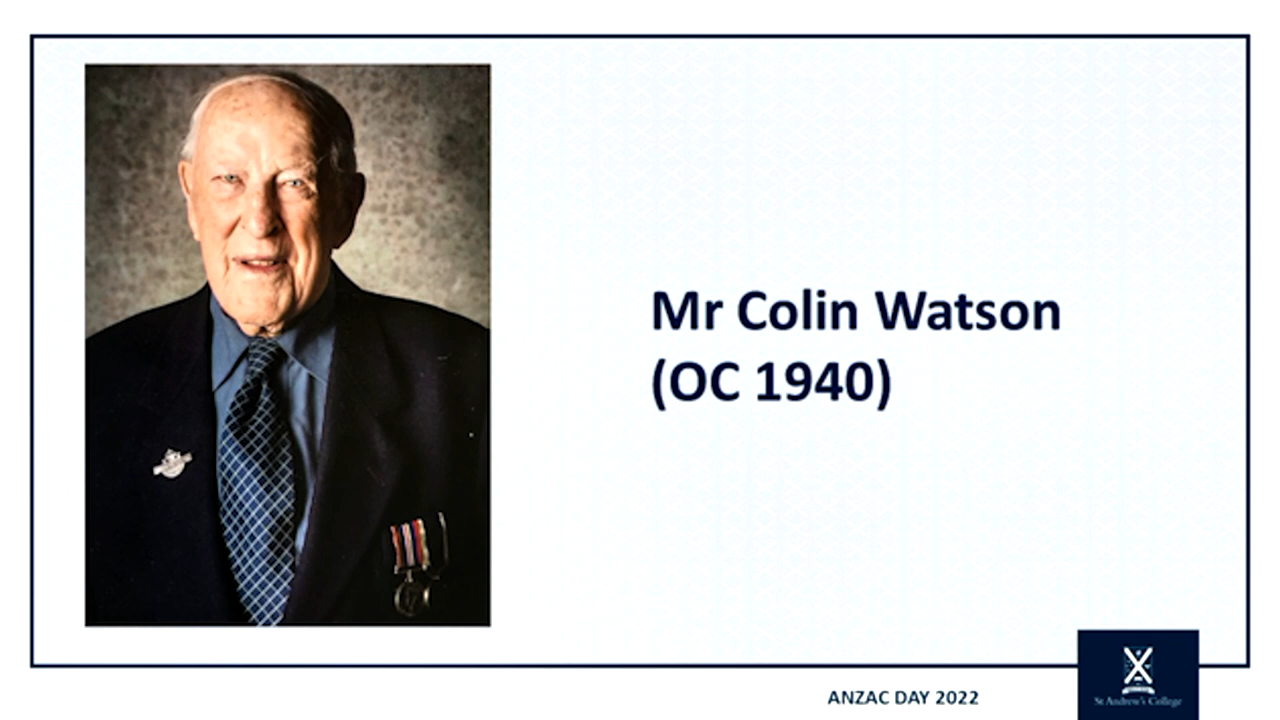 Mr Colin Watson
(OC 1940)
ANZAC DAY 2022
St Andrew's College